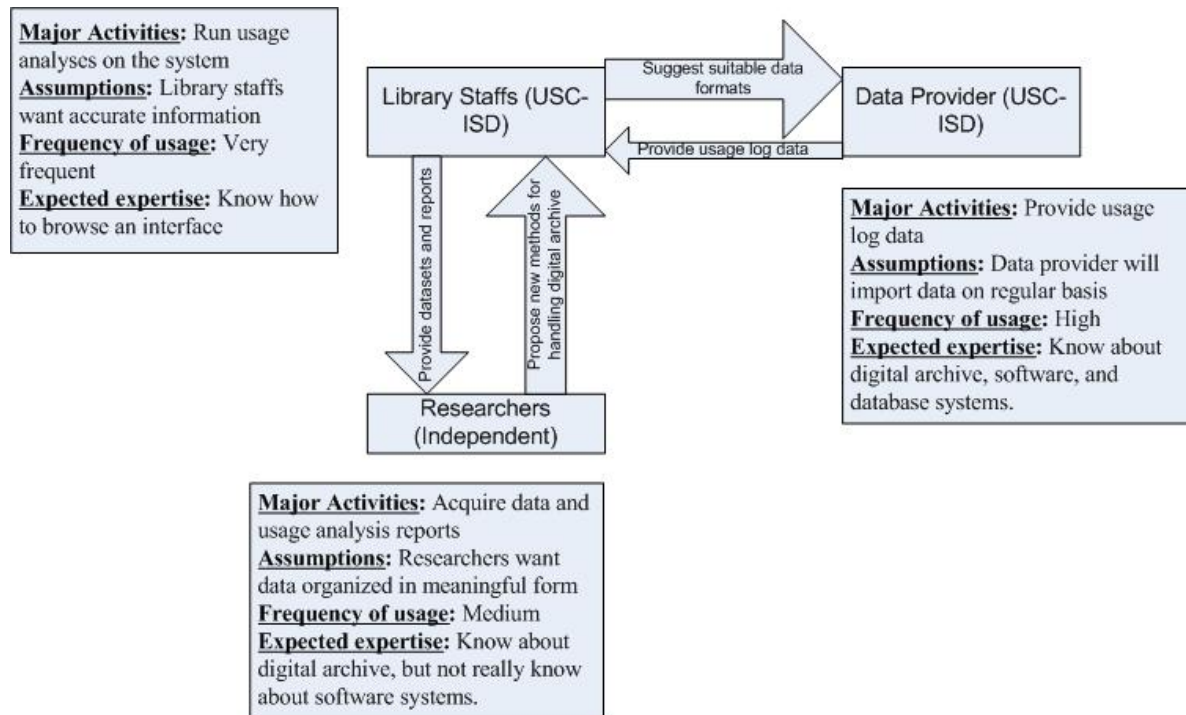 Major Activities: Run usage
analyses on the system
Assumptions: Library staffs
want accurate information
Frequency of usage: Very
frequent
Expected expertise: Know how
to browse an interface
Library Staffs (USC-
ISD)
Suggest suitable data
formats
Provide usage log data
Data Provider (USC-
ISD)
Major Activities: Provide usage
log data
Assumptions: Data provider will
import data on regular basis
Frequency of usage: High
Expected expertise: Know about
digital archive, software, and
database systems.
Provide datasets and reports
Propose new methods for
handling digital archive
Researchers
(Independent)
Major Activities: Acquire data and
usage analysis reports
Assumptions: Researchers want
data organized in meaningful form
Frequency of usage: Medium
Expected expertise: Know about
digital archive, but not really know
about software systems.